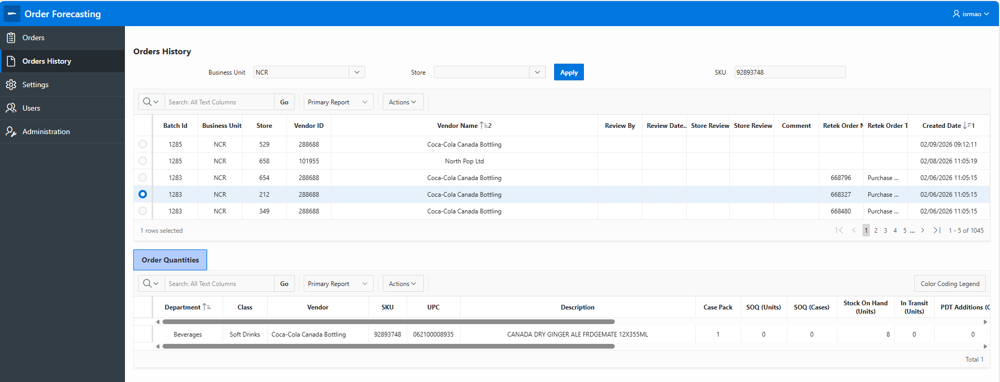 Order Forecasting
isrmao
Orders
Orders History
Settings
Users
Administration
Orders History
Business Unit NCR Store Apply SKU 92893748
Search: All Text Columns Go Primary Report Actions
Batch Id Business Unit Store Vendor ID Vendor Name 2 Review By Review Date.. Store Review Store Review Comment Retek Order N Retek Order T Created Date 1
1285 NCR 529 288688 Coca-Cola Canada Bottling 02/09/2026 09:12:11
1285 NCR 658 101955 North Pop Ltd 02/08/2026 11:05:19
1283 NCR 654 288688 Coca-Cola Canada Bottling 668796 Purchase ... 02/06/2026 11:05:15
1283 NCR 212 288688 Coca-Cola Canada Bottling 668327 Purchase ... 02/06/2026 11:05:15
1283 NCR 349 288688 Coca-Cola Canada Bottling 668480 Purchase ... 02/06/2026 11:05:15
1 rows selected 1 2 3 4 5 ... 1 - 5 of 1045
Order Quantities
Search: All Text Columns Go Primary Report Actions Color Coding Legend
Department Class Vendor SKU UPC Description Case Pack SOQ (Units) SOQ (Cases) Stock On Hand (Units) In Transit (Units) PDT Additions (C
Beverages Soft Drinks Coca-Cola Canada Bottling 92893748 062100008935 CANADA DRY GINGER ALE FRDGEMATE 12X355ML 1 0 0 8 0 0
Total 1